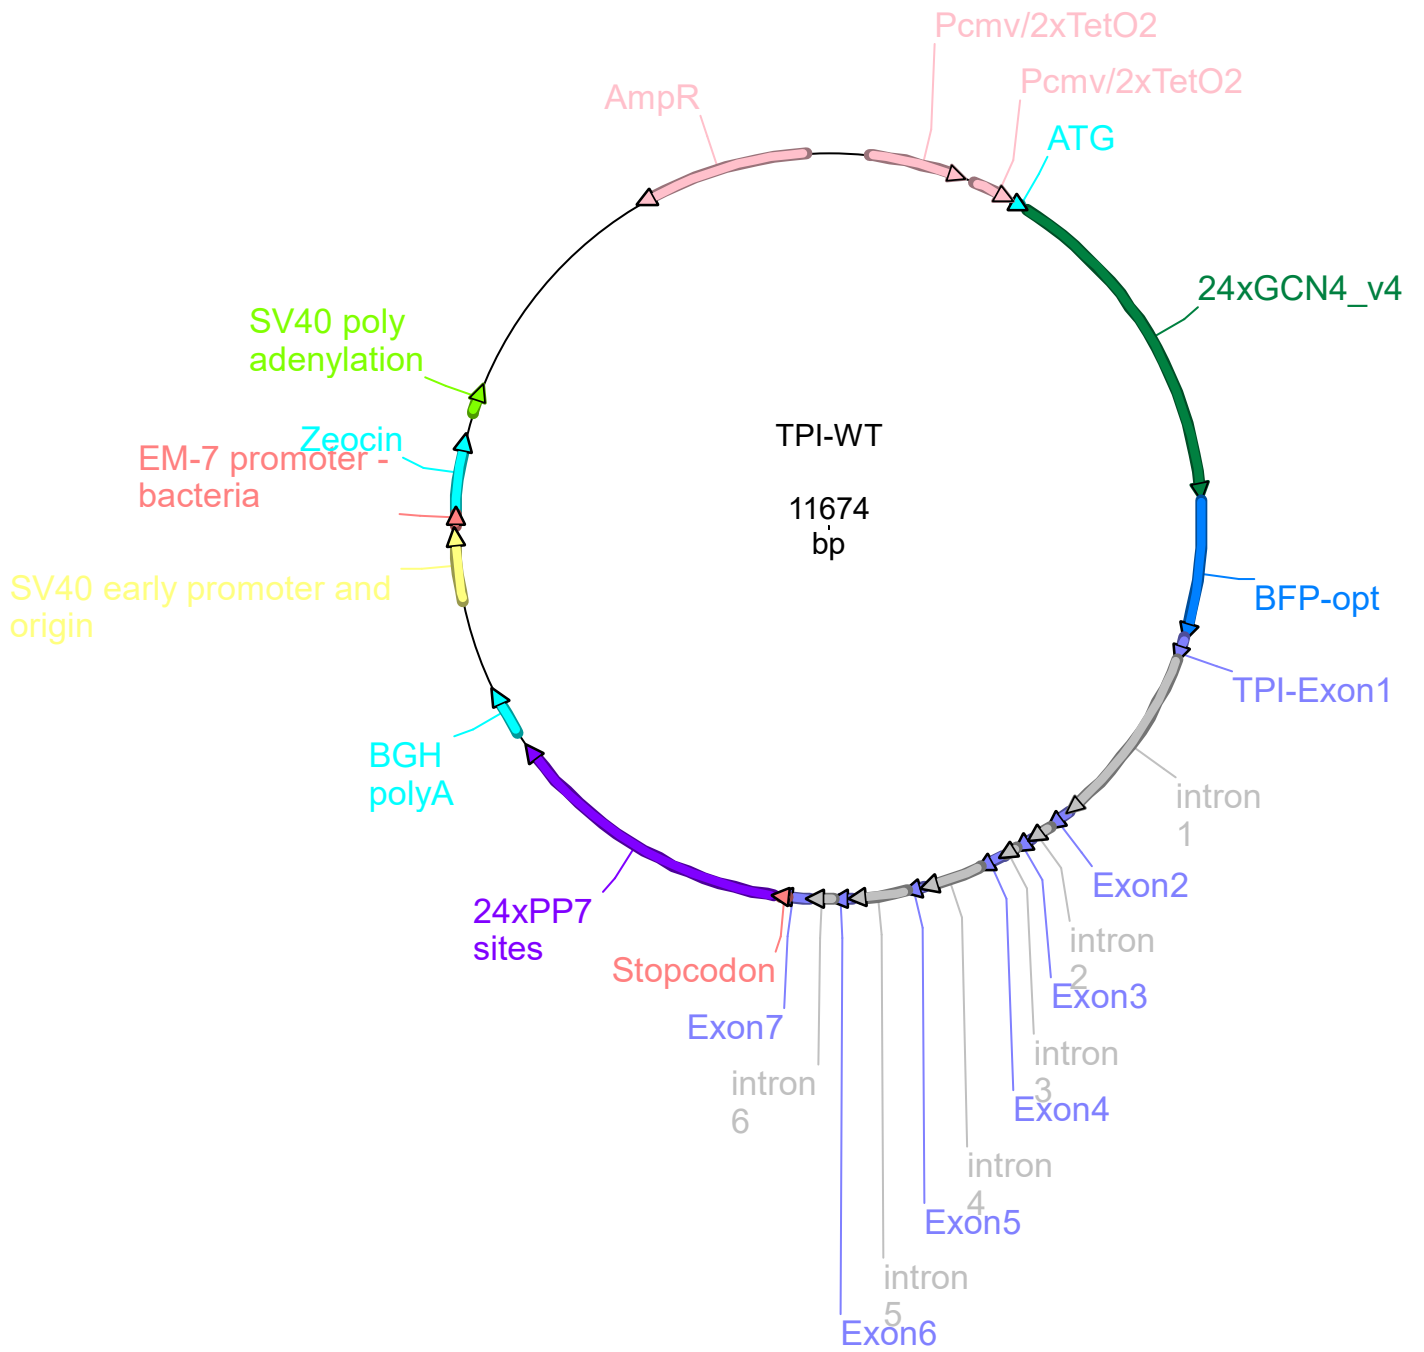 Pcmv/2xTetO2
Pcmv/2xTetO2
AmpR
ATG
24xGCN4_v4
SV40 poly
adenylation
TPI-WT
Zeocin
EM-7 promoter -
bacteria
11674
bp
SV40 early promoter and
origin
BFP-opt
TPI-Exon1
BGH
polyA
intron
1
Exon2
24xPP7
sites
intron
2
Stopcodon
Exon3
Exon7
intron
3
intron
6
Exon4
intron
4
Exon5
intron
5
Exon6